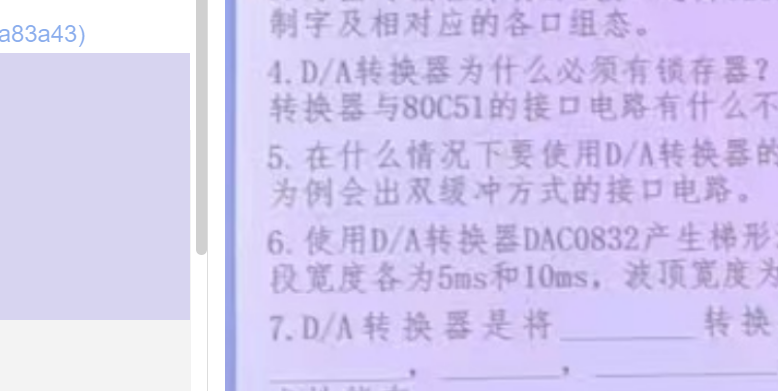 a83a43)
制字及相对应的各口组态。
4.D/A转换器为什么必须有锁存器?
转换器与80C51的接口电路有什么不
5.在什么情况下要使用D/A转换器的
为例会出双缓冲方式的接口电路。
6.使用D/A转换器DAC0832产生梯形
段宽度各为5ms和10ms，波顶宽度为
7.D/A转换器是将______转换
______，______，______